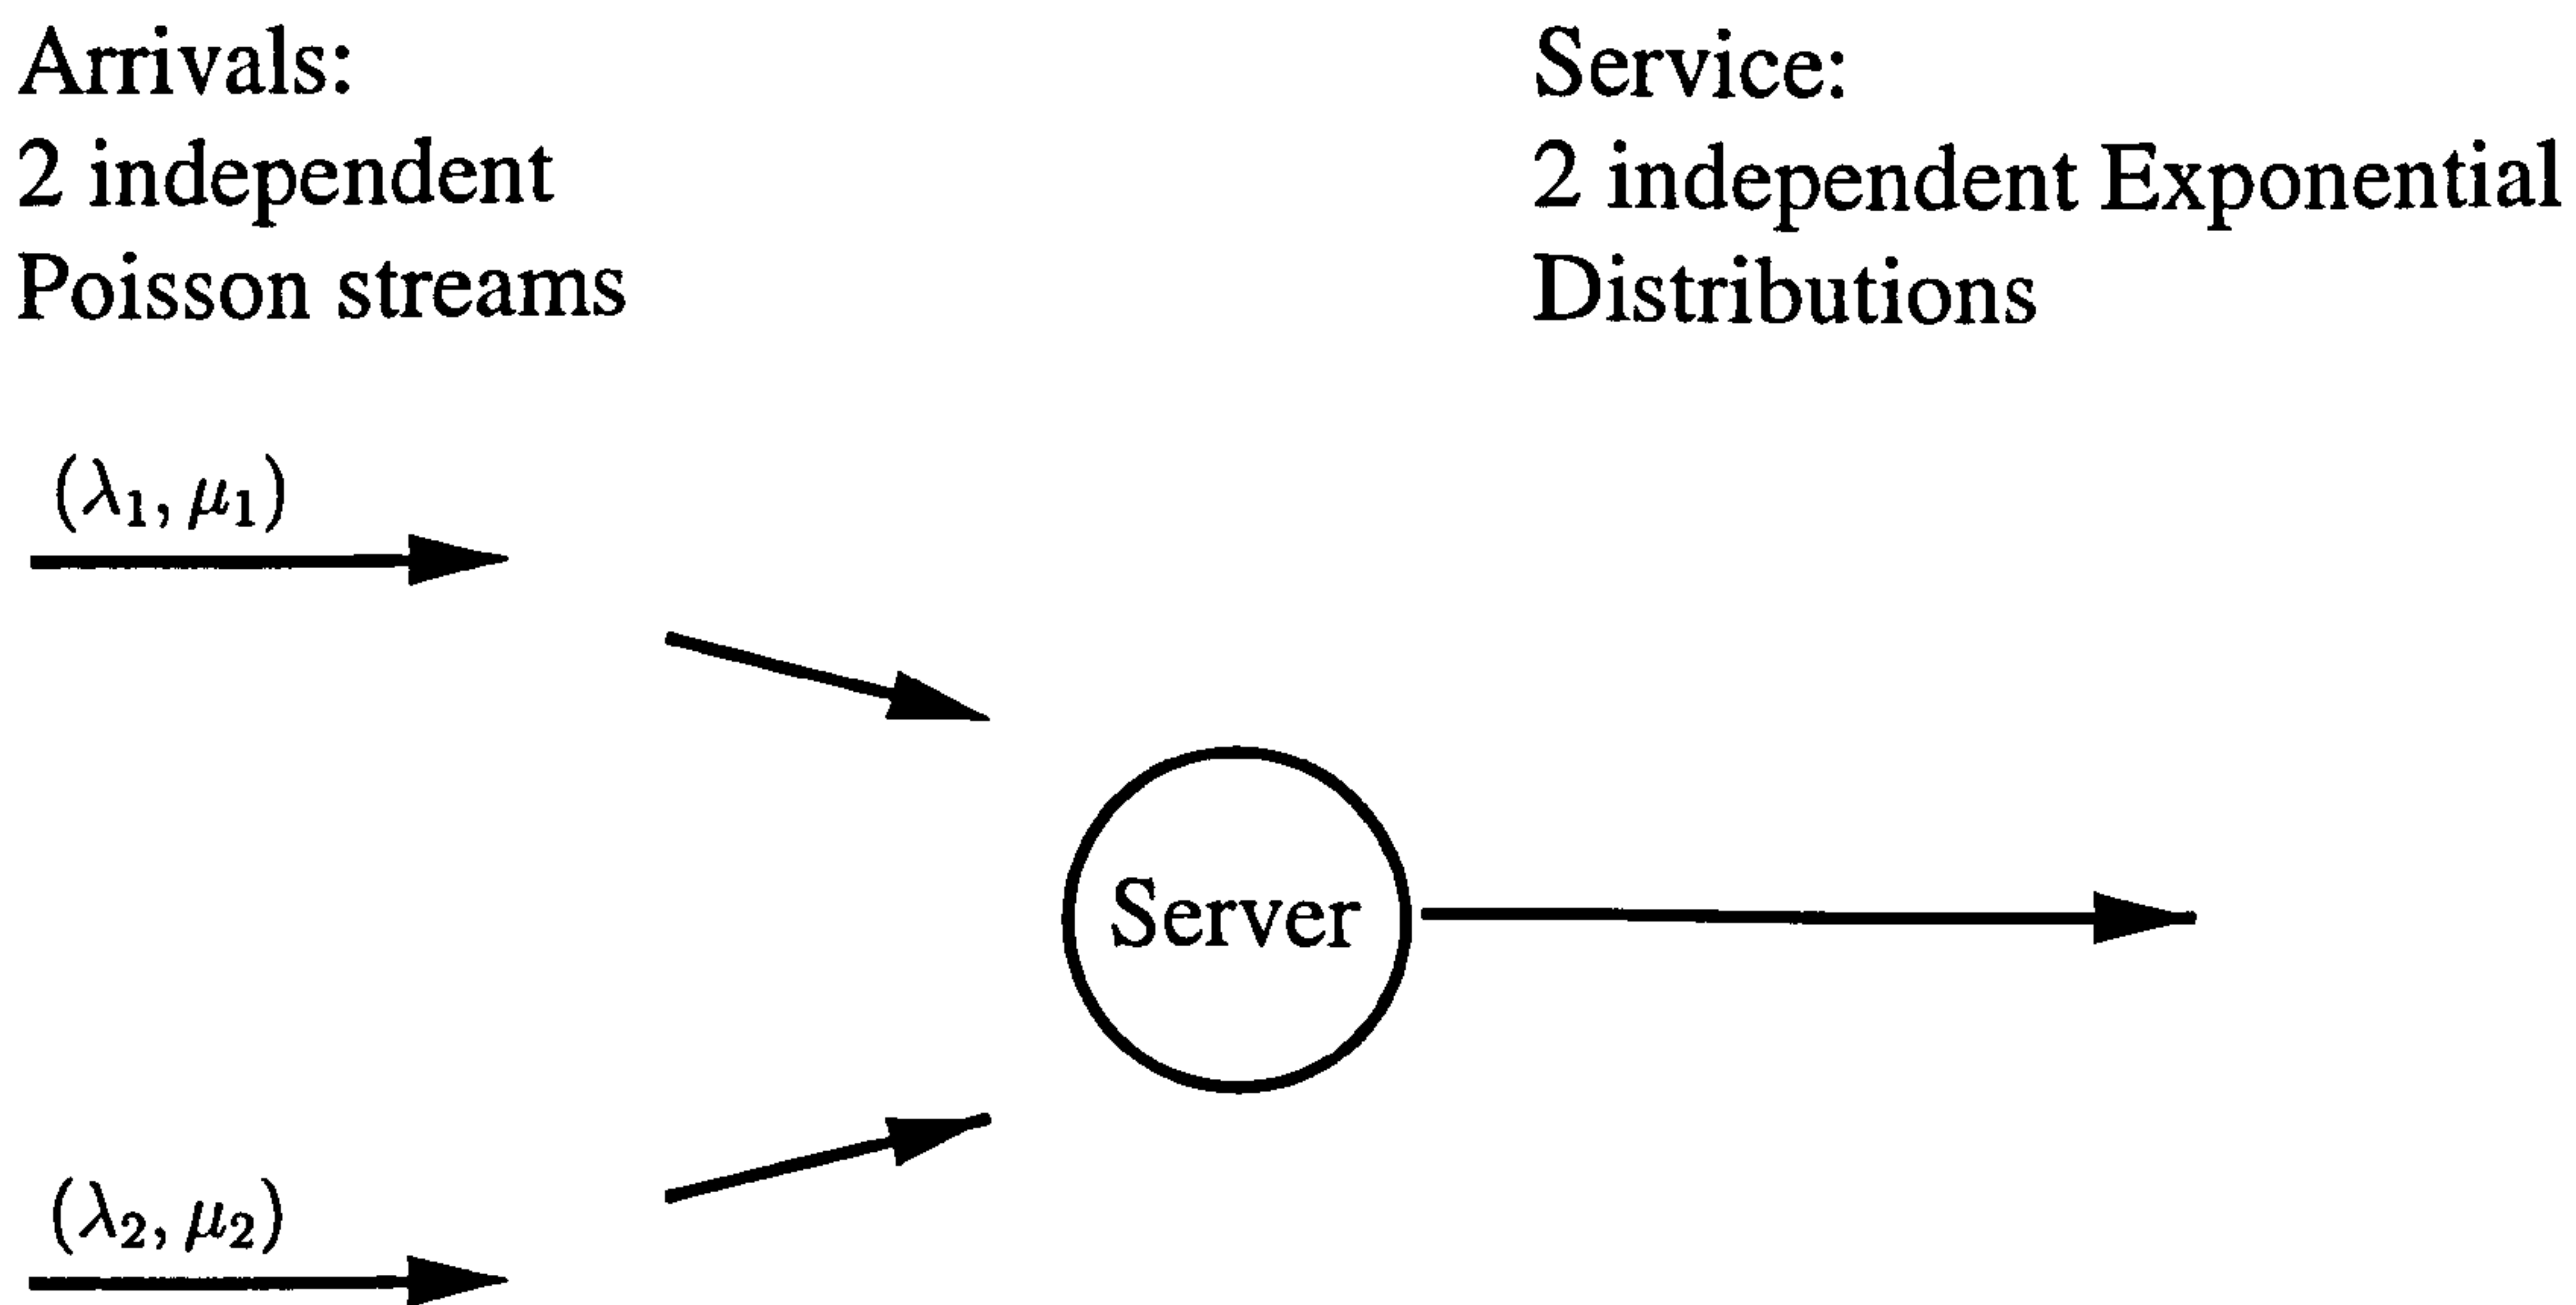 Arrivals:
2 independent
Poisson streams
Service:
2 independent Exponential
Distributions
(λ₁, μ₁)
Server
(λ₂, μ₂)